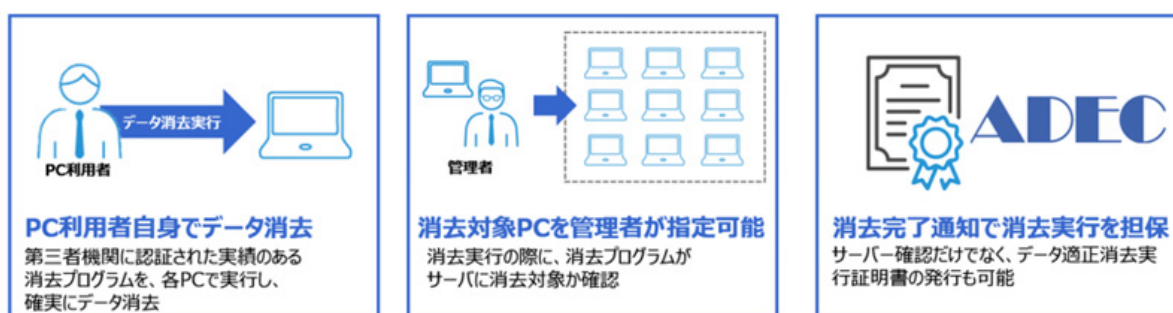 データ消去実行
PC利用者
PC利用者自身でデータ消去
第三者機関に認証された実績のある
消去プログラムを、各PCで実行し、
確実にデータ消去
管理者
消去対象PCを管理者が指定可能
消去実行の際に、消去プログラムが
サーバに消去対象か確認
ADEC
消去完了通知で消去実行を担保
サーバー確認だけでなく、データ適正消去実
行証明書の発行も可能